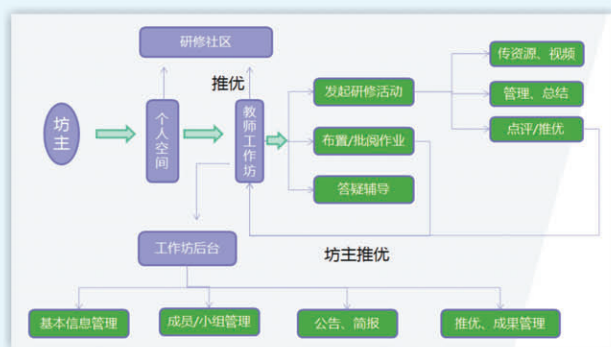 研修社区
推优
传资源、视频
发起研修活动
管理、总结
坊主
个人空间
教师工作坊
布置/批阅作业
点评/推优
答疑辅导
工作坊后台
坊主推优
基本信息管理
成员/小组管理
公告、简报
推优、成果管理